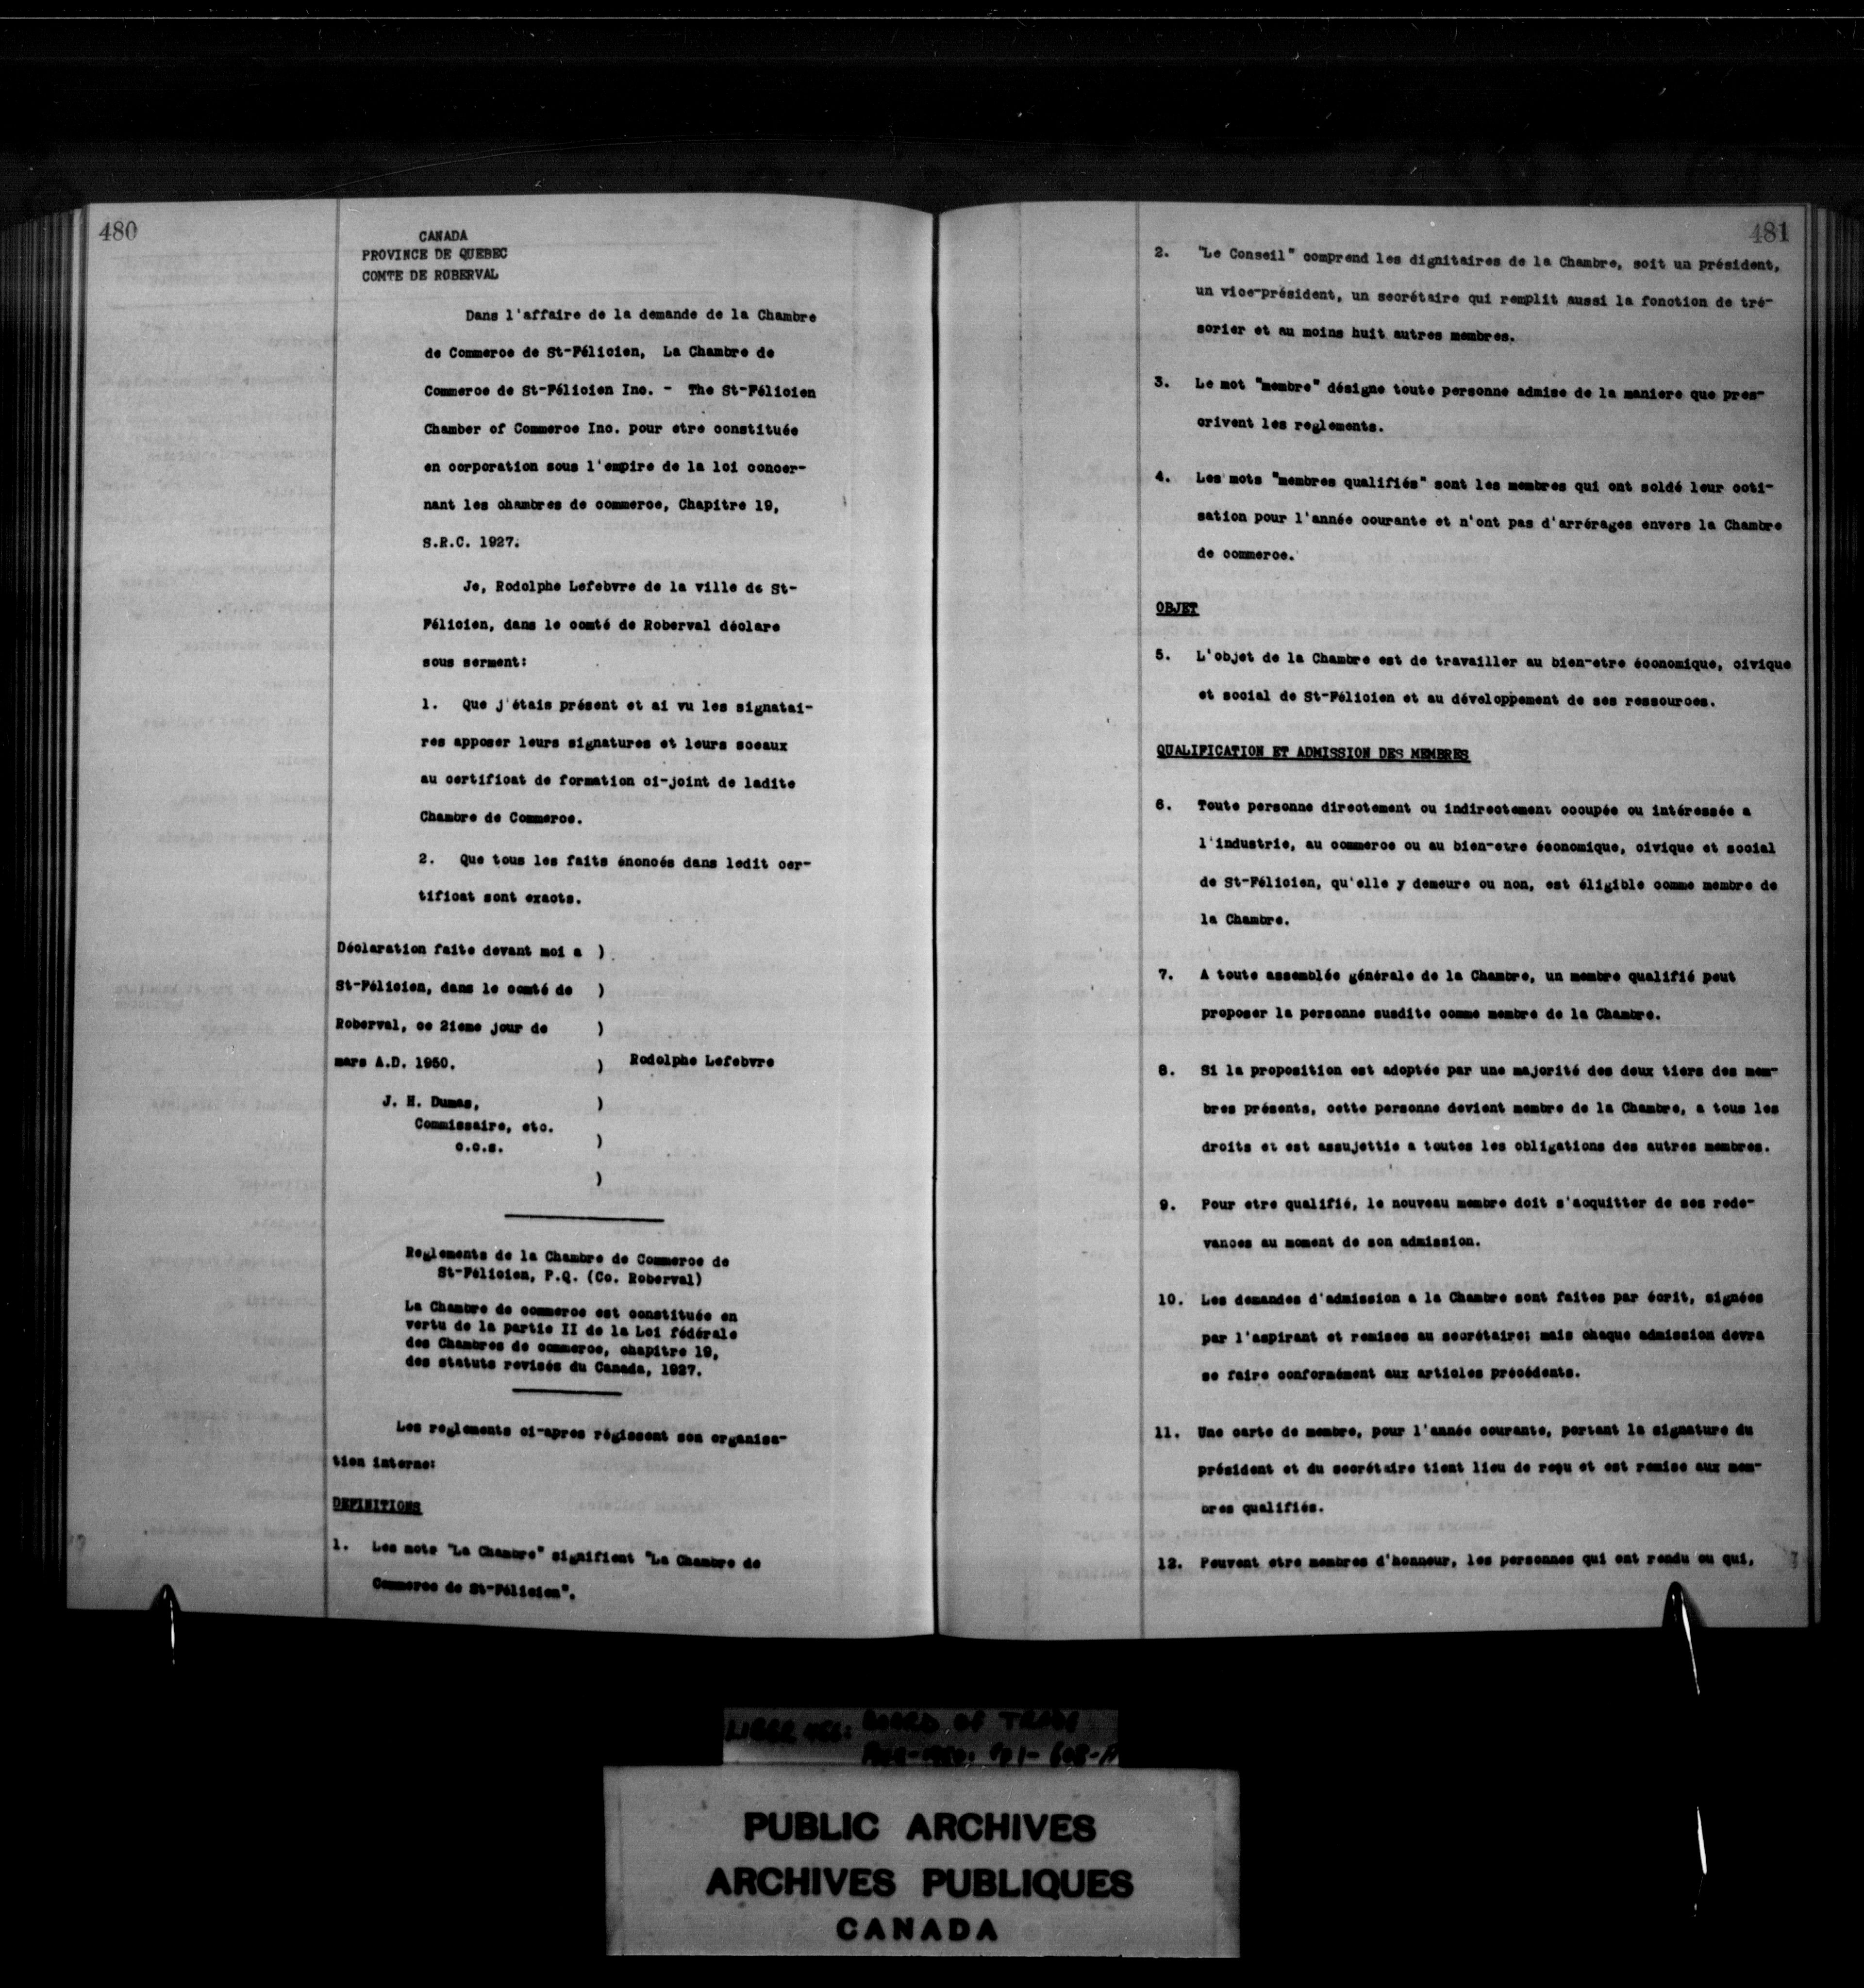 480
CANADA
PROVINCE DE QUEBEC
COMTE DE ROBERVAL
Dans l'affaire de la demande de la Chambre
de Commerce de St-Félicien, La Chambre de
Commerce de St-Félicien Inc. - The St-Félicien
Chamber of Commerce Inc. pour etre constituée
en corporation sous l'empire de la loi concer-
nant les chambres de commerce, Chapitre 19,
S.R.C. 1927.
Je, Rodolphe Lefebvre de la ville de St-
Félicien, dans le comté de Roberval déclare
sous serment:
1. Que j'étais présent et ai vu les signatai-
res apposer leurs signatures et leurs sceaux
au certificat de formation ci-joint de ladite
Chambre de Commerce.
2. Que tous les faits énoncés dans ledit cer-
tificat sont exacts.
Déclaration faite devant moi a )
St-Félicien, dans le comté de )
Roberval, ce 2ieme jour de )
mars A.D. 1950. ) Rodolphe Lefebvre
J. H. Dumas, )
Commissaire, etc.
c.c.s. )
)
Reglements de la Chambre de Commerce de
St-Félicien, P.Q. (Co. Roberval)
La Chambre de commerce est constituée en
vertu de la partie II de la Loi fédérale
des Chambres de commerce, chapitre 19,
des statuts revisés du Canada, 1927.
Les reglements ci-apres régissent son organisa-
tion interne:
DEFINITIONS
1. Les mots "La Chambre" signifient "La Chambre de
Commerce de St-Félicien".
481
2. "Le Conseil" comprend les dignitaires de la Chambre, soit un président,
un vice-président, un secrétaire qui remplit aussi la fonction de tré-
sorier et au moins huit autres membres.
3. Le mot "membre" désigne toute personne admise de la maniere que pres-
crivent les reglements.
4. Les mots "membres qualifiés" sont les membres qui ont soldé leur coti-
sation pour l'année courante et n'ont pas d'arrérages envers la Chambre
de commerce.
OBJET
5. L'objet de la Chambre est de travailler au bien-etre économique, civique
et social de St-Félicien et au développement de ses ressources.
QUALIFICATION ET ADMISSION DES MEMBRES
6. Toute personne directement ou indirectement occupée ou intéressée a
l'industrie, au commerce ou au bien-etre économique, civique et social
de St-Félicien, qu'elle y demeure ou non, est éligible comme membre de
la Chambre.
7. A toute assemblée générale de la Chambre, un membre qualifié peut
proposer la personne susdite comme membre de la Chambre.
8. Si la proposition est adoptée par une majorité des deux tiers des mem-
bres présents, cette personne devient membre de la Chambre, a tous les
droits et est assujettie a toutes les obligations des autres membres.
9. Pour etre qualifié, le nouveau membre doit s'acquitter de ses rede-
vances au moment de son admission.
10. Les demandes d'admission a la Chambre sont faites par écrit, signées
par l'aspirant et remises au secrétaire; mais chaque admission devra
se faire conformément aux articles précédents.
11. Une carte de membre, pour l'année courante, portant la signature du
président et du secrétaire tient lieu de reçu et est remise aux mem-
bres qualifiés.
12. Peuvent etre membres d'honneur, les personnes qui ont rendu ou qui,
LIBER BOARD OF TRADE
PUBLIC ARCHIVES
ARCHIVES PUBLIQUES
CANADA